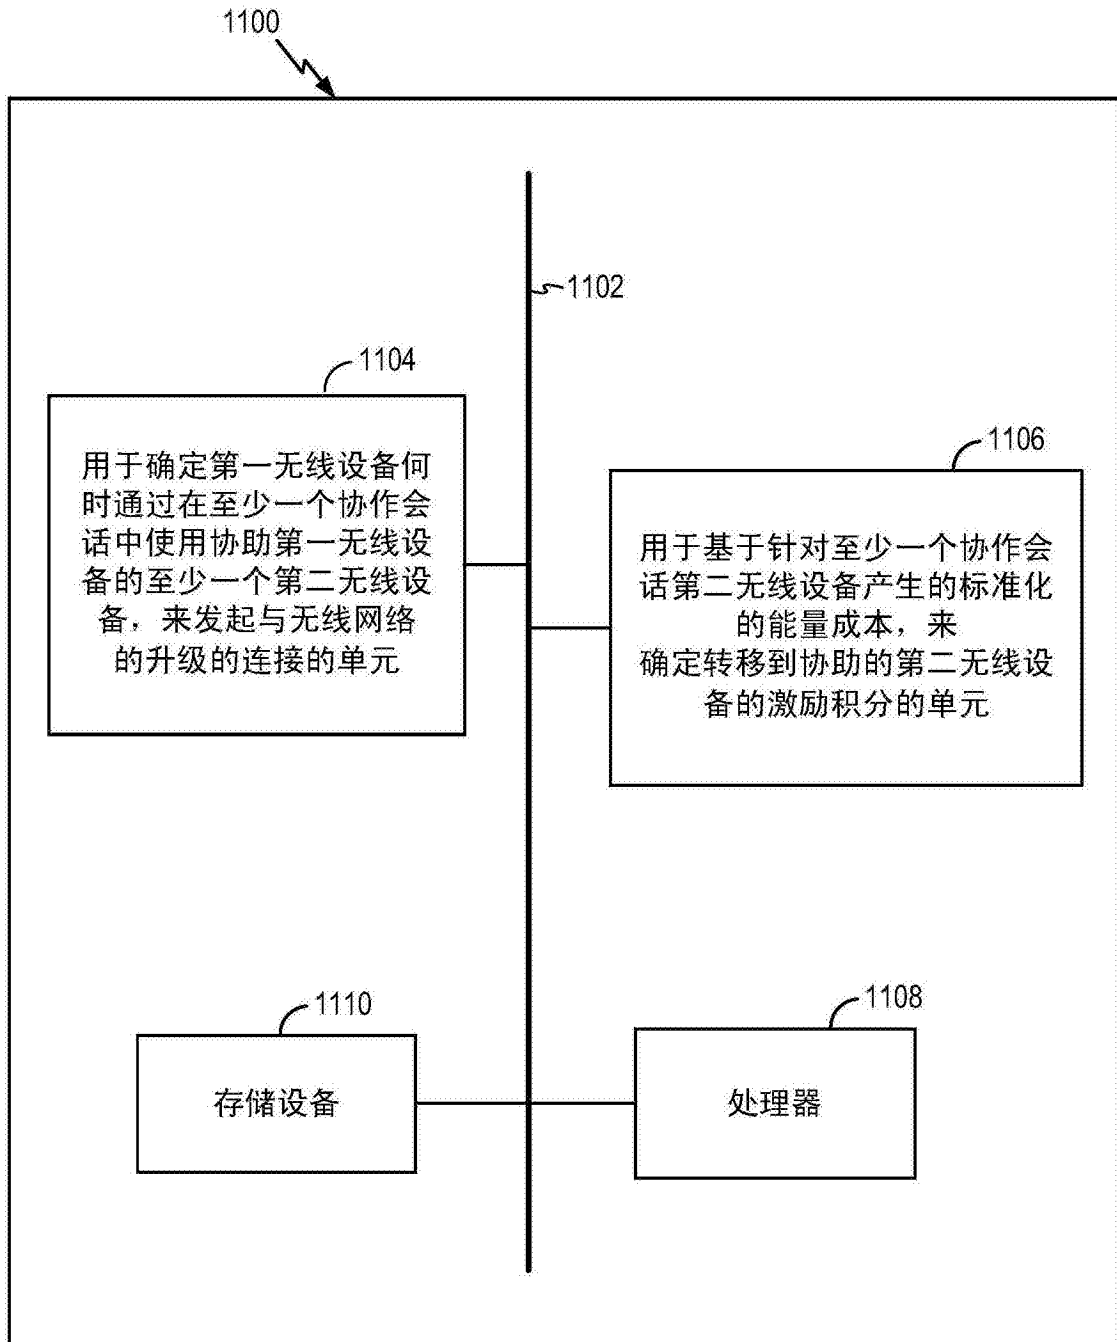 1100
1102
1104
用于确定第一无线设备何
时通过在至少一个协作会
话中使用协助第一无线设
备的至少一个第二无线设
备，来发起与无线网络
的升级的连接的单元
1106
用于基于针对至少一个协作会
话第二无线设备产生的标准化
的能量成本，来
确定转移到协助的第二无线设
备的激励积分的单元
1110
存储设备
1108
处理器